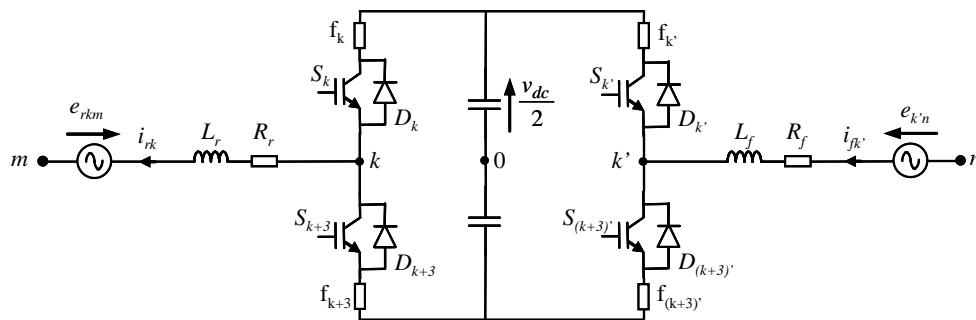 f_k
f_k'
S_k
D_k
v_dc
2
S_k'
D_k'
e_rkm
i_rk
L_r
R_r
m
k
0
k'
L_f
R_f
i_fk'
e_k'n
S_k+3
D_k+3
S_(k+3)'
D_(k+3)'
f_k+3
f_(k+3)'